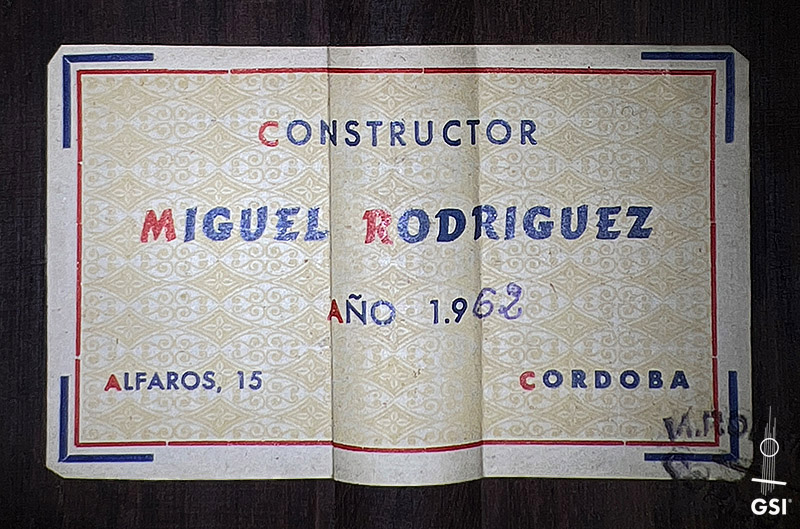 CONSTRUCTOR
MIGUEL RODRIGUEZ
AÑO 1.962
ALFAROS, 15
CORDOBA
GSI